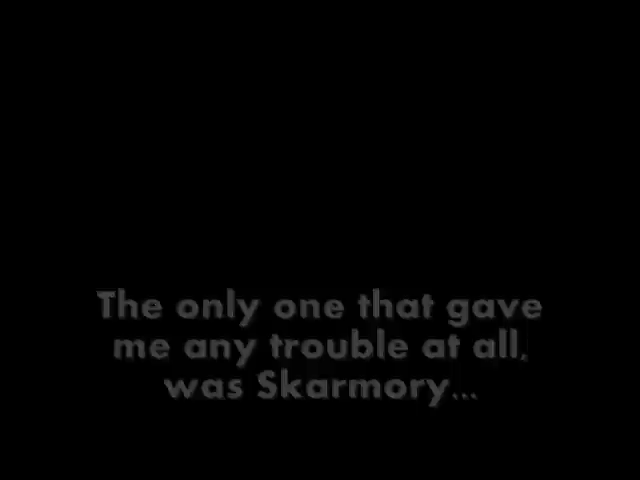 The only one that gave
me any trouble at all,
was Skarmory...